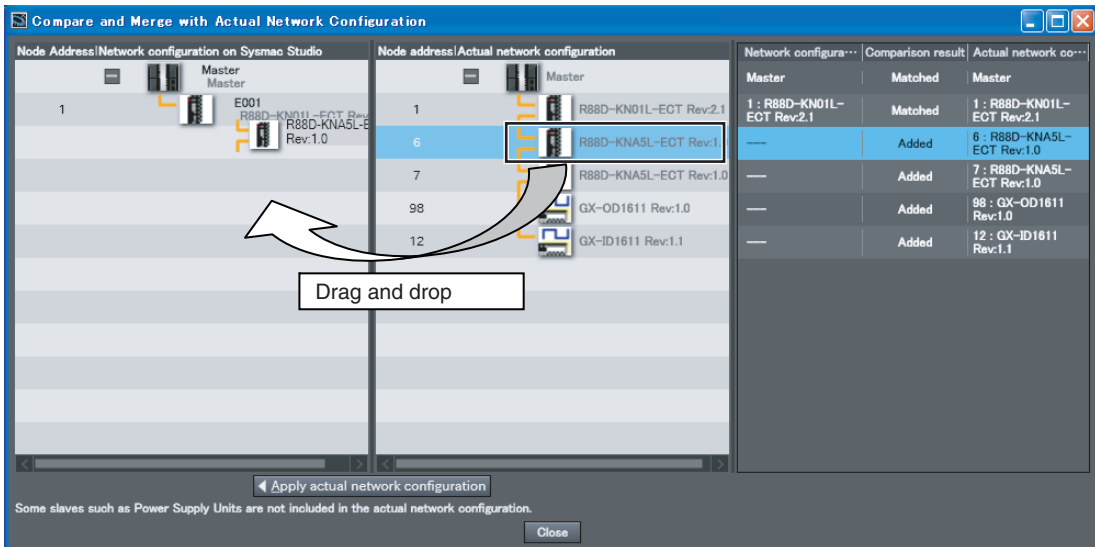 Compare and Merge with Actual Network Configuration
Node Address|Network configuration on Sysmac Studio
Master
Master
1
E001
R88D-KN01L-ECT Rev
R88D-KNA5L-E
Rev:1.0
Node address|Actual network configuration
Master
1
R88D-KN01L-ECT Rev:2.1
6
R88D-KNA5L-ECT Rev:1.
7
R88D-KNA5L-ECT Rev:1.0
98
GX-OD1611 Rev:1.0
12
GX-ID1611 Rev:1.1
Drag and drop
Network configura··· Comparison result Actual network co···
Master Matched Master
1 : R88D-KN01L-
ECT Rev:2.1
Matched
1 : R88D-KN01L-
ECT Rev:2.1
--- Added
6 : R88D-KNA5L-
ECT Rev:1.0
--- Added
7 : R88D-KNA5L-
ECT Rev:1.0
--- Added
98 : GX-OD1611
Rev:1.0
--- Added
12 : GX-ID1611
Rev:1.1
Apply actual network configuration
Some slaves such as Power Supply Units are not included in the actual network configuration.
Close